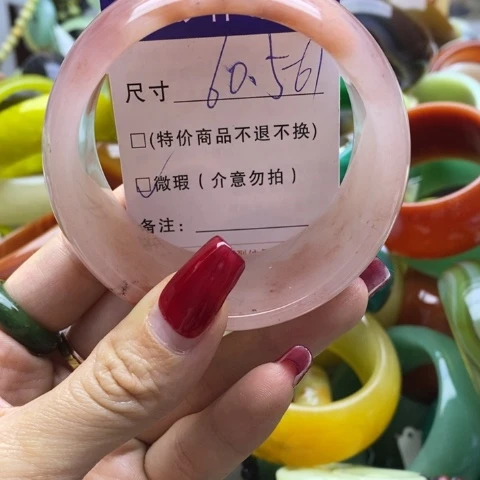 尺寸 60.561
□(特价商品不退不换)
☑微瑕(介意勿拍)
备注: